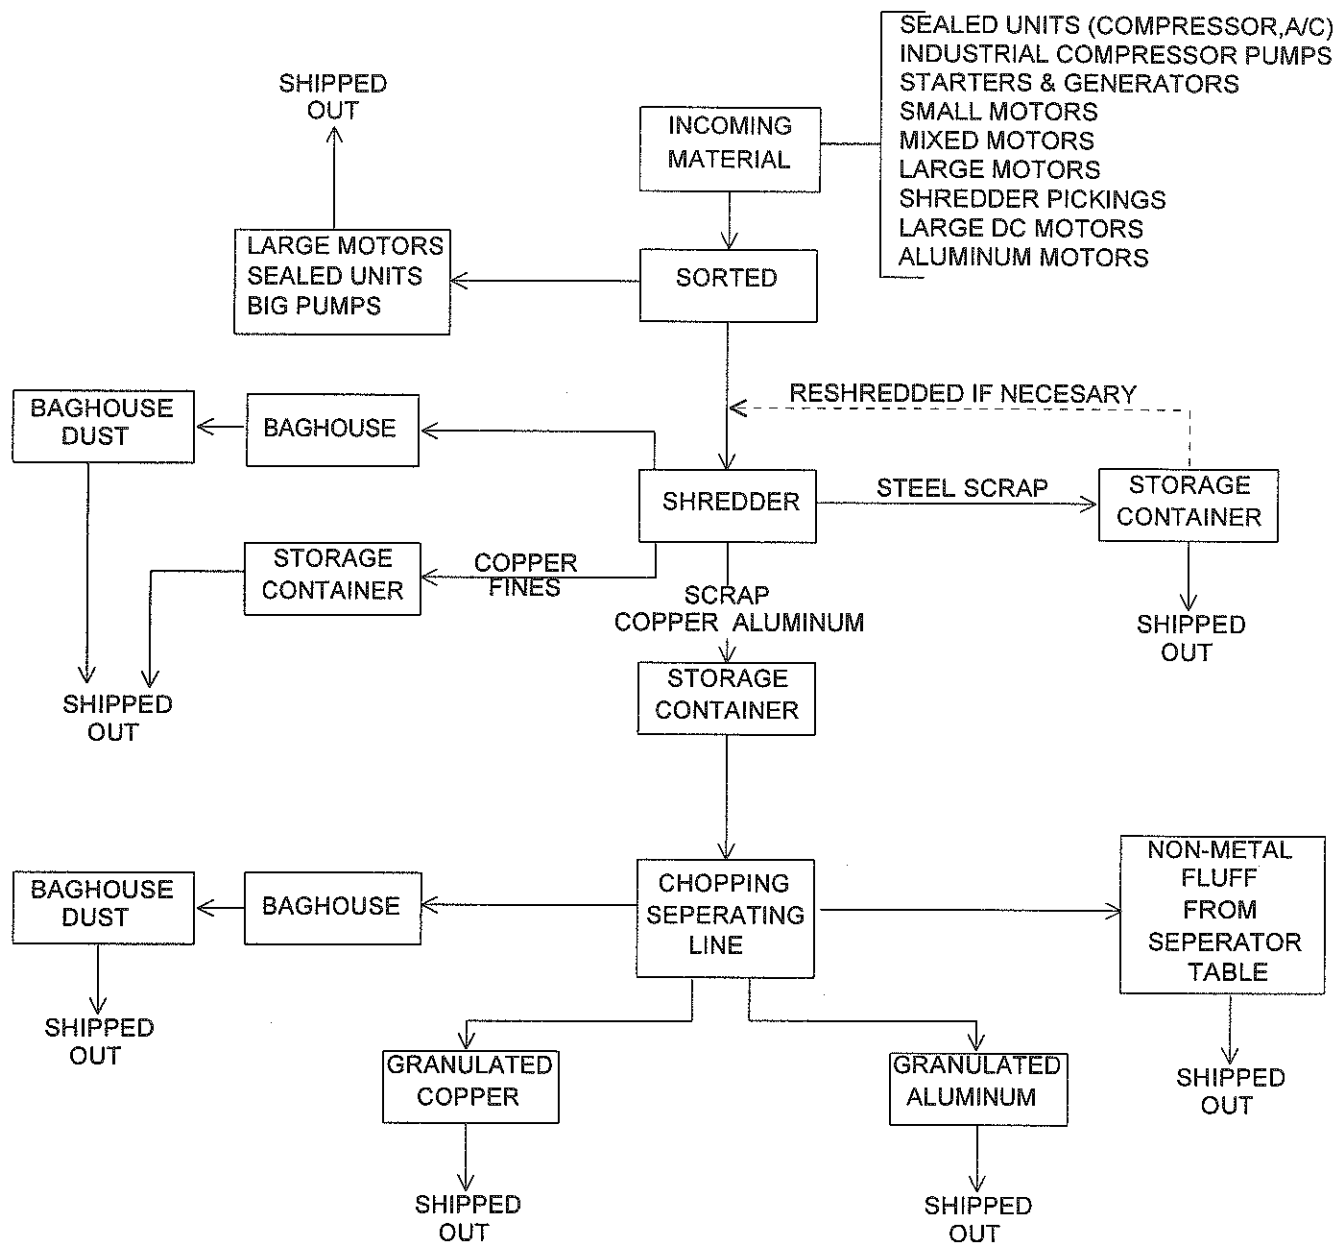 SEALED UNITS (COMPRESSOR,A/C)
INDUSTRIAL COMPRESSOR PUMPS
STARTERS & GENERATORS
SMALL MOTORS
MIXED MOTORS
LARGE MOTORS
SHREDDER PICKINGS
LARGE DC MOTORS
ALUMINUM MOTORS
INCOMING
MATERIAL
SHIPPED
OUT
LARGE MOTORS
SEALED UNITS
BIG PUMPS
SORTED
RESHREDDED IF NECESARY
BAGHOUSE
DUST
BAGHOUSE
SHREDDER
STEEL SCRAP
STORAGE
CONTAINER
STORAGE
CONTAINER
COPPER
FINES
SCRAP
COPPER ALUMINUM
SHIPPED
OUT
STORAGE
CONTAINER
SHIPPED
OUT
BAGHOUSE
DUST
BAGHOUSE
CHOPPING
SEPERATING
LINE
NON-METAL
FLUFF
FROM
SEPERATOR
TABLE
SHIPPED
OUT
GRANULATED
COPPER
GRANULATED
ALUMINUM
SHIPPED
OUT
SHIPPED
OUT
SHIPPED
OUT